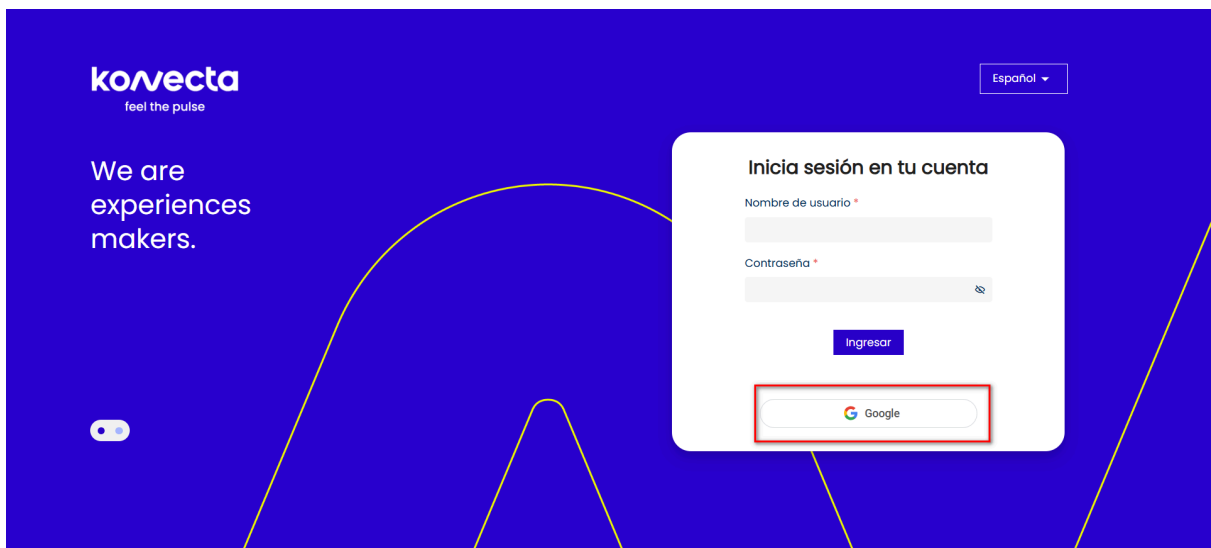 konecta
feel the pulse
Español
We are
experiences
makers.
Inicia sesión en tu cuenta
Nombre de usuario *
Contraseña *
Ingresar
Google